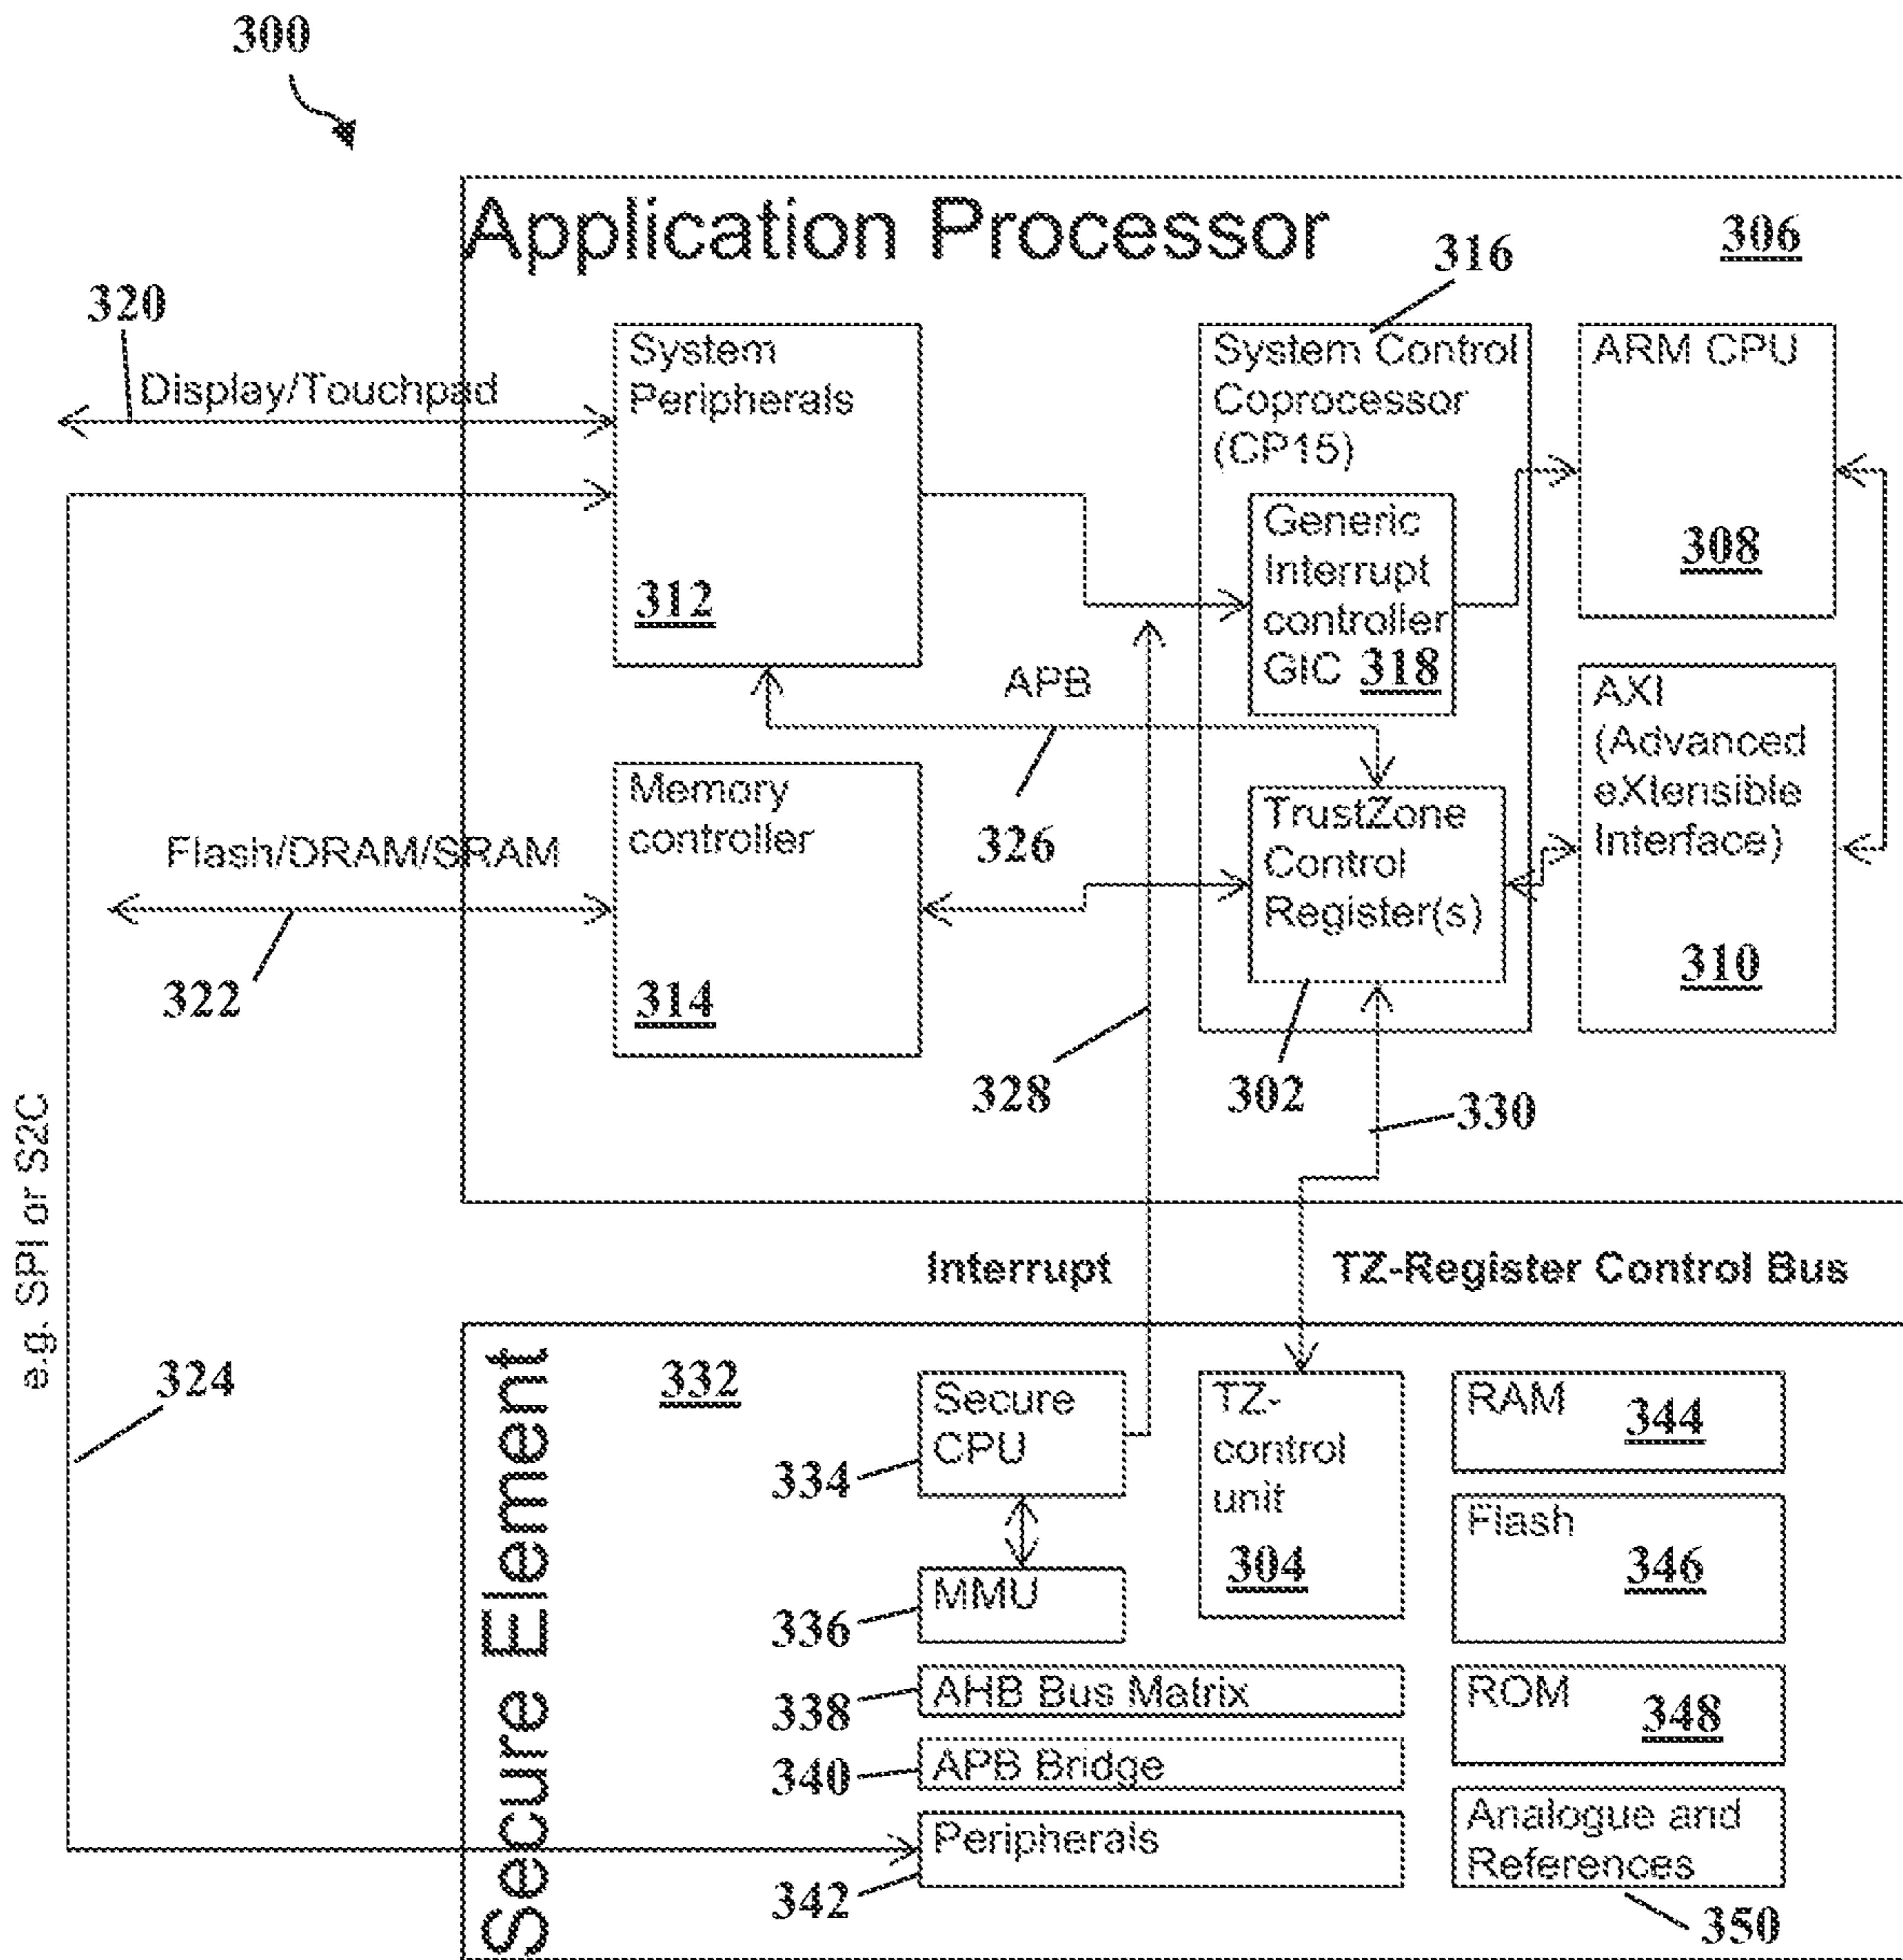 300
Application Processor
306
316
320
Display/Touchpad
System
Peripherals
312
System Control
Coprocessor
(CP15)
ARM CPU
308
Generic
Interrupt
controller
GIC 318
APB
326
AXI
(Advanced
eXtensible
Interface)
310
Memory
controller
314
Flash/DRAM/SRAM
322
TrustZone
Control
Register(s)
328
302
330
e.g. SPI or S2C
324
Interrupt
TZ-Register Control Bus
Secure Element
332
Secure
CPU
334
TZ-
control
unit
304
RAM
344
Flash
346
MMU
336
AHB Bus Matrix
338
ROM
348
APB Bridge
340
Peripherals
342
Analogue and
References
350